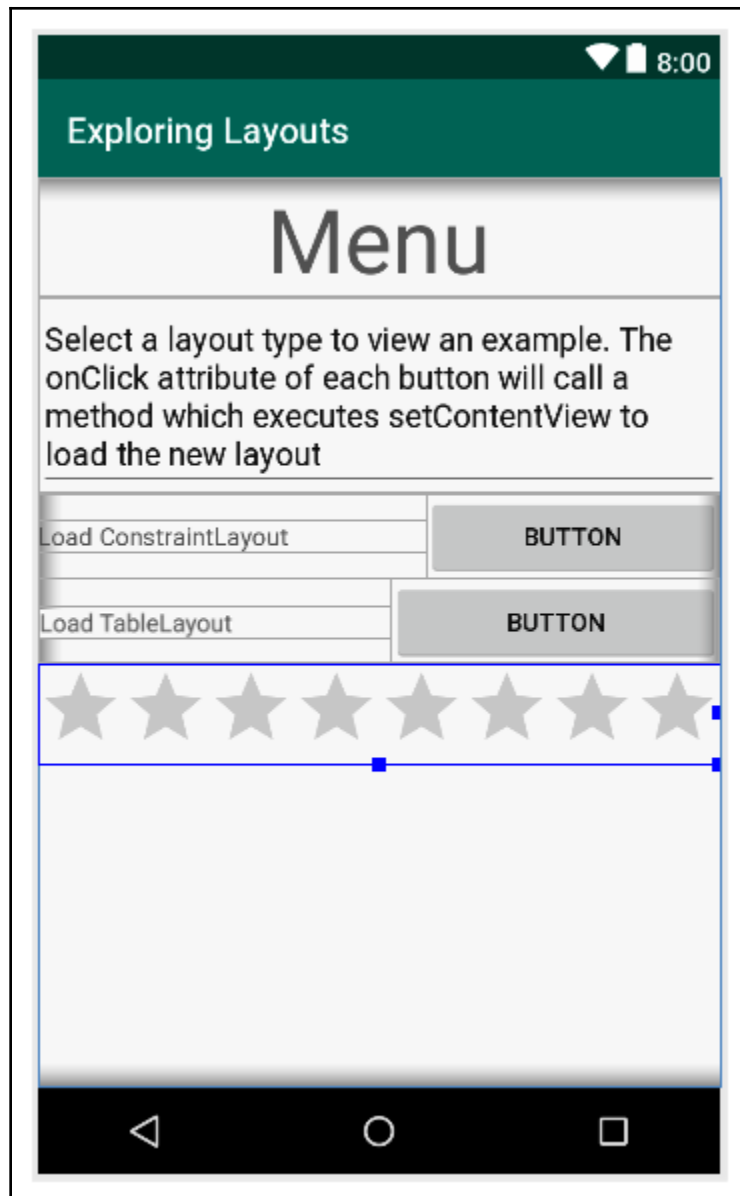 8:00
Exploring Layouts
Menu
Select a layout type to view an example. The
onClick attribute of each button will call a
method which executes setContentView to
load the new layout
Load ConstraintLayout
BUTTON
Load TableLayout
BUTTON